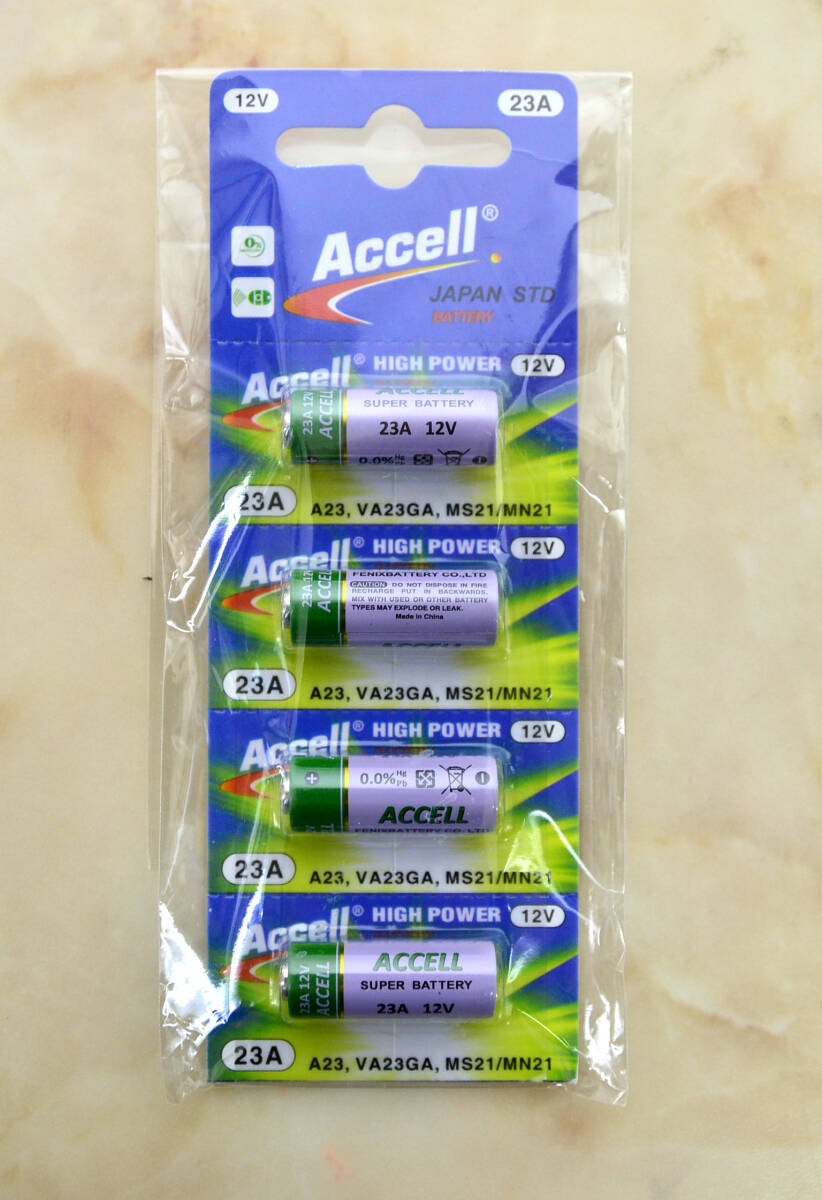 12V
23A
0%
Accell®
JAPAN STD
BATTERY
Accell® HIGH POWER 12V
23A 12V
ACCELL
ACCELL
SUPER BATTERY
23A 12V
0.0% Hg Pb
23A
A23, VA23GA, MS21/MN21
Accell® HIGH POWER 12V
23A 12V
ACCELL
FENIXBATTERY CO.,LTD
CAUTION DO NOT DISPOSE IN FIRE
RECHARGE PUT IN BACKWARDS.
MIX WITH USED OR OTHER BATTERY
TYPES MAY EXPLODE OR LEAK.
Made in China
ACCELL
23A
A23, VA23GA, MS21/MN21
Accell® HIGH POWER 12V
+
0.0% Hg Pb
ACCELL
FENIXBATTERY CO., LTD
23A
A23, VA23GA, MS21/MN21
Accell® HIGH POWER 12V
23A 12V
ACCELL
ACCELL
SUPER BATTERY
23A 12V
23A
A23, VA23GA, MS21/MN21